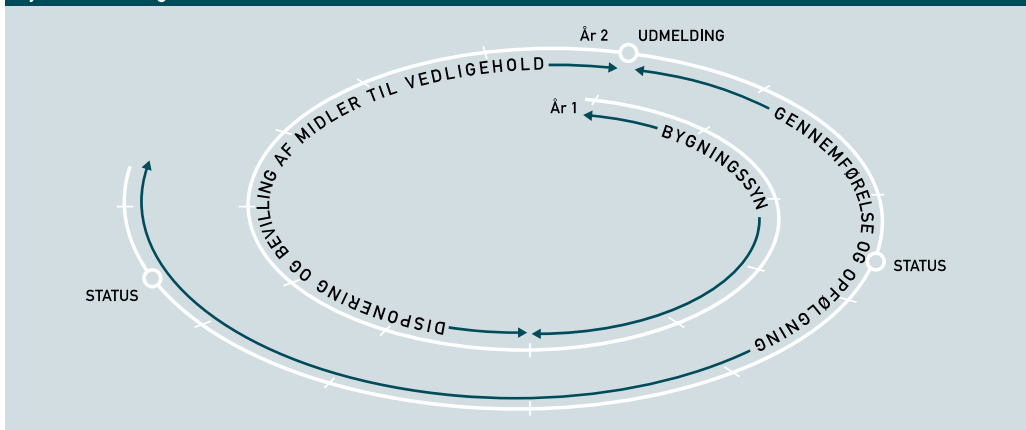 År 2
UDMELDING
DISPONERING OG BEVILLING AF MIDLER TIL VEDLIGEHOLD
År 1
BYGNINGSSYN
GENNEMFØRELSE OG OPFØLGNING
STATUS
STATUS